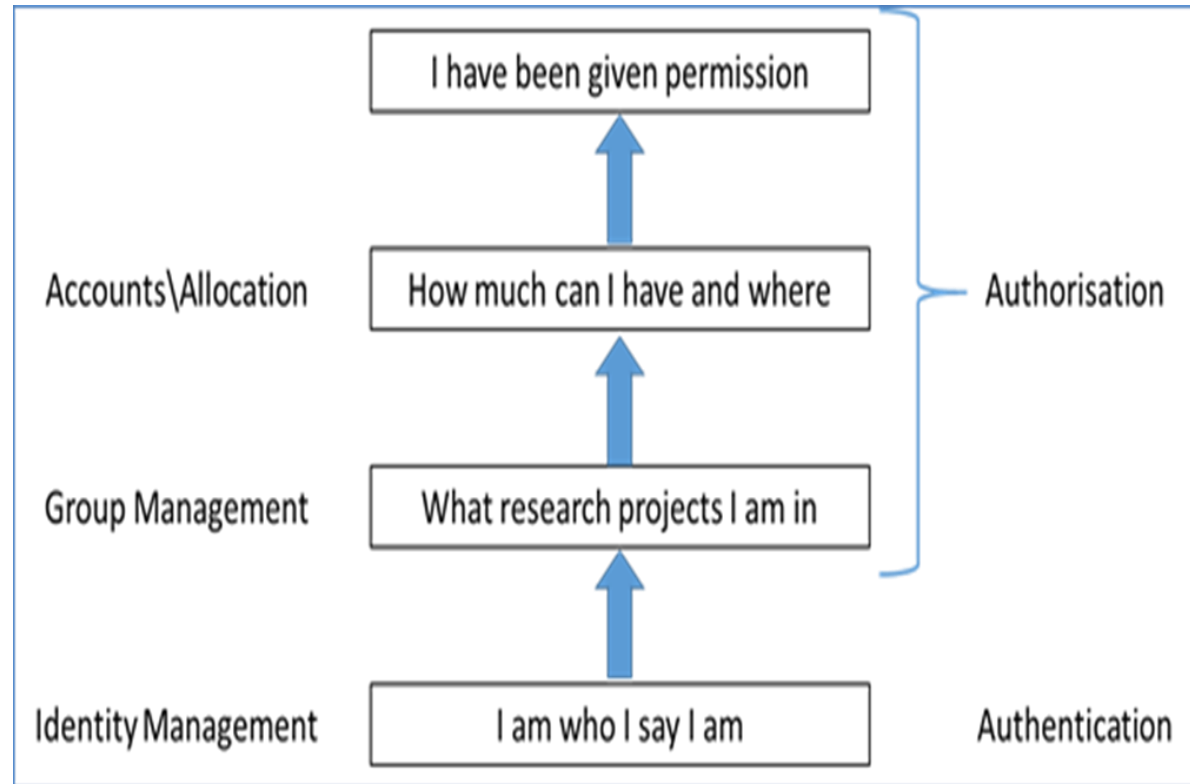 I have been given permission
Accounts\Allocation
How much can I have and where
Authorisation
Group Management
What research projects I am in
Identity Management
I am who I say I am
Authentication